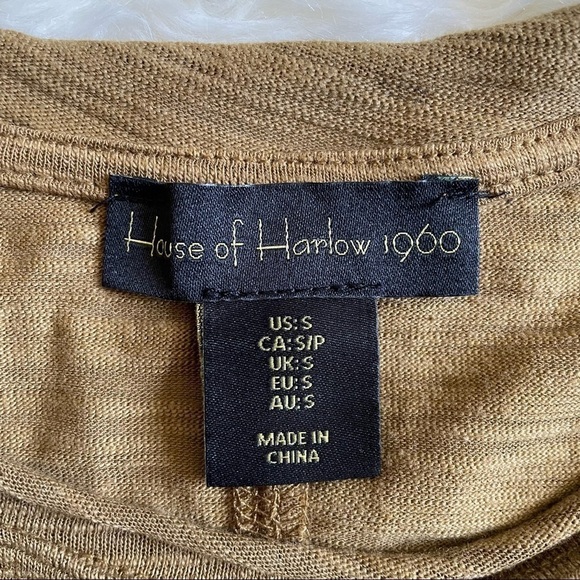 House of Harlow 1960
US: S
CA: S/P
UK: S
EU: S
AU: S
MADE IN
CHINA